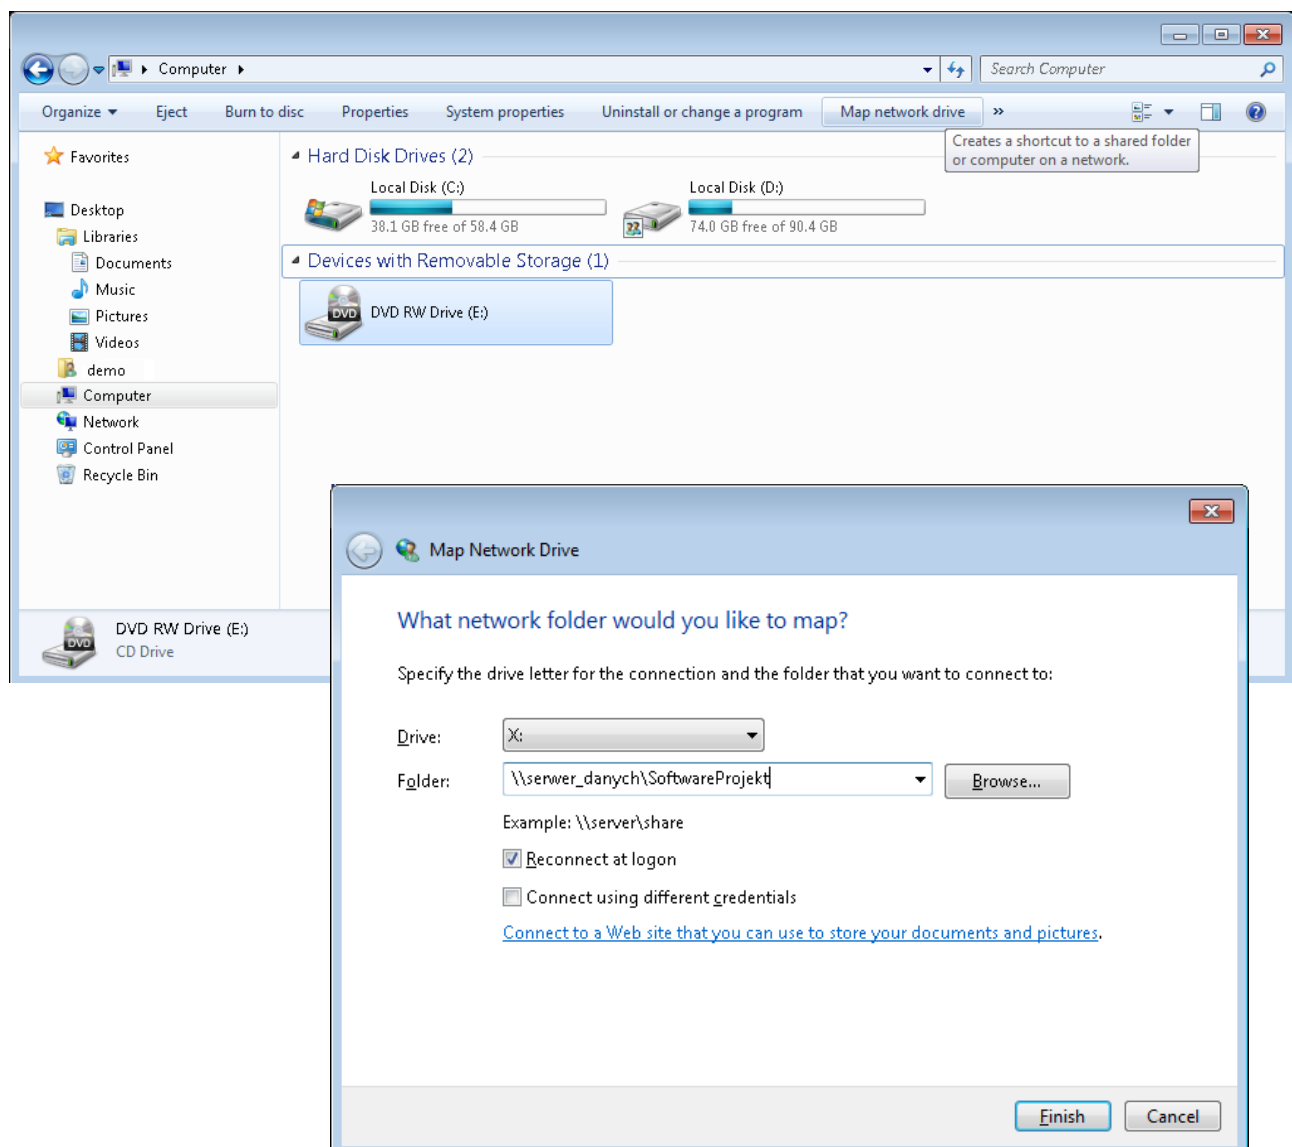 Computer
Search Computer
Organize
Eject
Burn to disc
Properties
System properties
Uninstall or change a program
Map network drive
»
Creates a shortcut to a shared folder
or computer on a network.
Favorites
Desktop
Libraries
Documents
Music
Pictures
Videos
demo
Computer
Network
Control Panel
Recycle Bin
Hard Disk Drives (2)
Local Disk (C:)
38.1 GB free of 58.4 GB
Local Disk (D:)
74.0 GB free of 90.4 GB
Devices with Removable Storage (1)
DVD
DVD RW Drive (E:)
DVD
DVD RW Drive (E:)
CD Drive
Map Network Drive
What network folder would you like to map?
Specify the drive letter for the connection and the folder that you want to connect to:
Drive:
X:
Folder:
\\serwer_danych\SoftwareProjekt
Browse...
Example: \\server\share
Reconnect at logon
Connect using different credentials
Connect to a Web site that you can use to store your documents and pictures.
Finish
Cancel